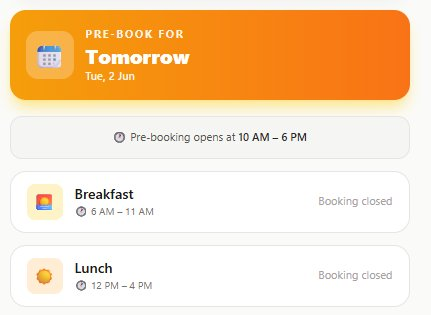 PRE-BOOK FOR
Tomorrow
Tue, 2 Jun
Pre-booking opens at 10 AM – 6 PM
Breakfast
6 AM – 11 AM
Booking closed
Lunch
12 PM – 4 PM
Booking closed